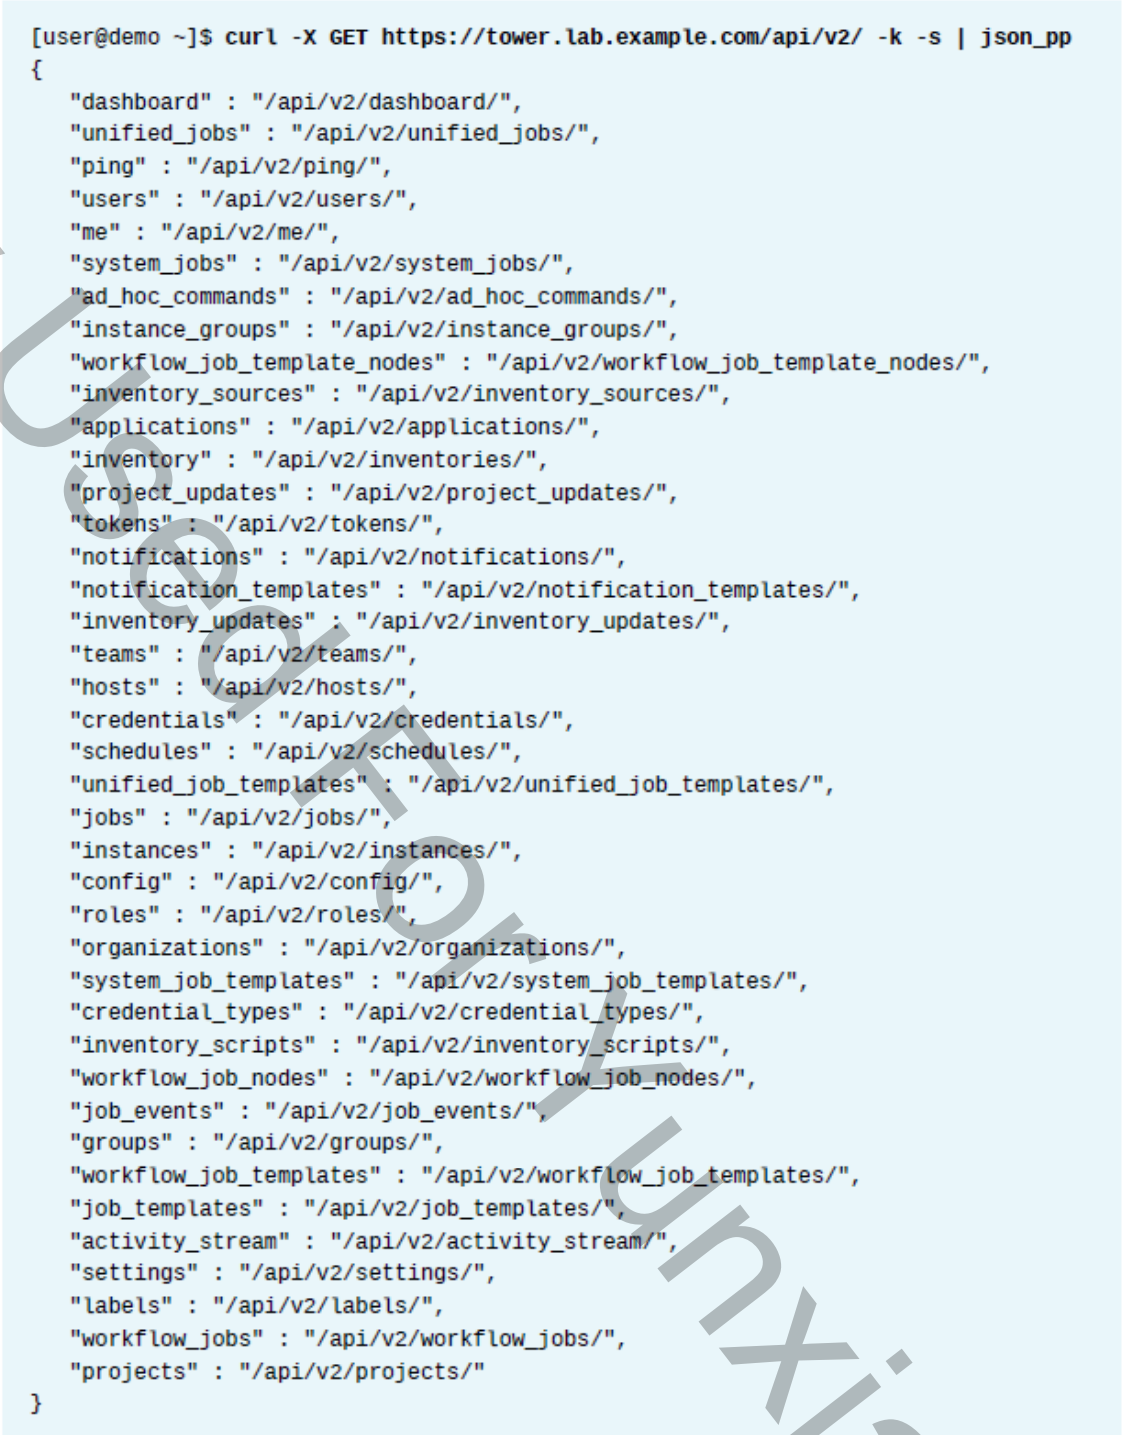 [user@demo ~]$ curl -X GET https://tower.lab.example.com/api/v2/ -k -s | json_pp
{
   "dashboard" : "/api/v2/dashboard/",
   "unified_jobs" : "/api/v2/unified_jobs/",
   "ping" : "/api/v2/ping/",
   "users" : "/api/v2/users/",
   "me" : "/api/v2/me/",
   "system_jobs" : "/api/v2/system_jobs/",
   "ad_hoc_commands" : "/api/v2/ad_hoc_commands/",
   "instance_groups" : "/api/v2/instance_groups/",
   "workflow_job_template_nodes" : "/api/v2/workflow_job_template_nodes/",
   "inventory_sources" : "/api/v2/inventory_sources/",
   "applications" : "/api/v2/applications/",
   "inventory" : "/api/v2/inventories/",
   "project_updates" : "/api/v2/project_updates/",
   "tokens" : "/api/v2/tokens/",
   "notifications" : "/api/v2/notifications/",
   "notification_templates" : "/api/v2/notification_templates/",
   "inventory_updates" : "/api/v2/inventory_updates/",
   "teams" : "/api/v2/teams/",
   "hosts" : "/api/v2/hosts/",
   "credentials" : "/api/v2/credentials/",
   "schedules" : "/api/v2/schedules/",
   "unified_job_templates" : "/api/v2/unified_job_templates/",
   "jobs" : "/api/v2/jobs/",
   "instances" : "/api/v2/instances/",
   "config" : "/api/v2/config/",
   "roles" : "/api/v2/roles/",
   "organizations" : "/api/v2/organizations/",
   "system_job_templates" : "/api/v2/system_job_templates/",
   "credential_types" : "/api/v2/credential_types/",
   "inventory_scripts" : "/api/v2/inventory_scripts/",
   "workflow_job_nodes" : "/api/v2/workflow_job_nodes/",
   "job_events" : "/api/v2/job_events/",
   "groups" : "/api/v2/groups/",
   "workflow_job_templates" : "/api/v2/workflow_job_templates/",
   "job_templates" : "/api/v2/job_templates/",
   "activity_stream" : "/api/v2/activity_stream/",
   "settings" : "/api/v2/settings/",
   "labels" : "/api/v2/labels/",
   "workflow_jobs" : "/api/v2/workflow_jobs/",
   "projects" : "/api/v2/projects/"
}
Used For